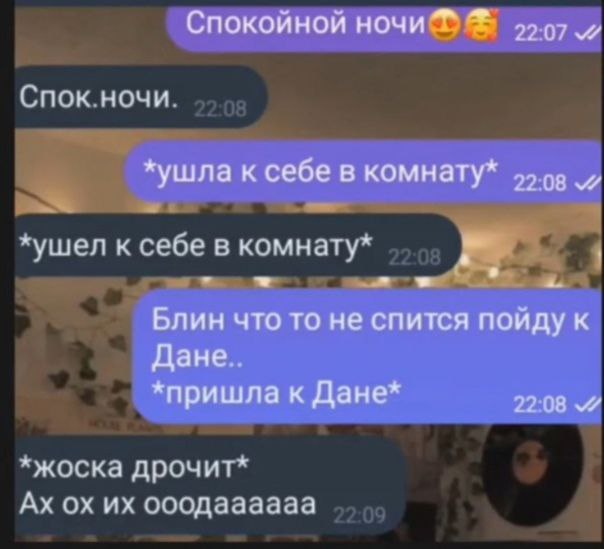 Спокойной ночи😍🥰 22:07
Спок.ночи. 22:08
*ушла к себе в комнату* 22:08
*ушел к себе в комнату* 22:08
Блин что то не спится пойду к
Дане..
*пришла к Дане* 22:08
*жоска дрочит*
Ах ох их ооодаааааа 22:09